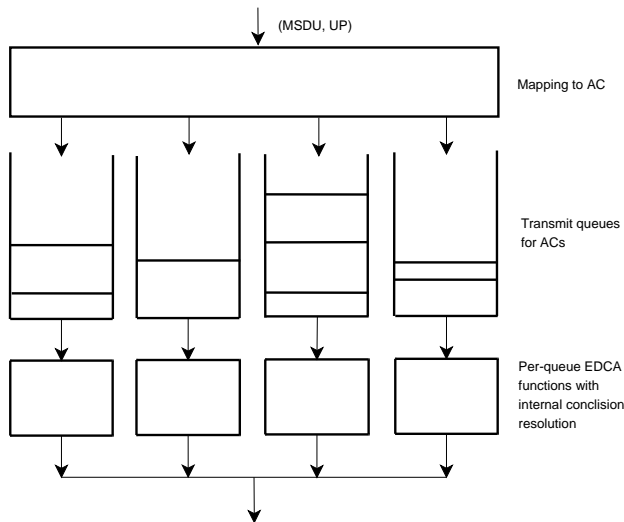 (MSDU, UP)
Mapping to AC
Transmit queues
for ACs
Per-queue EDCA
functions with
internal conclision
resolution